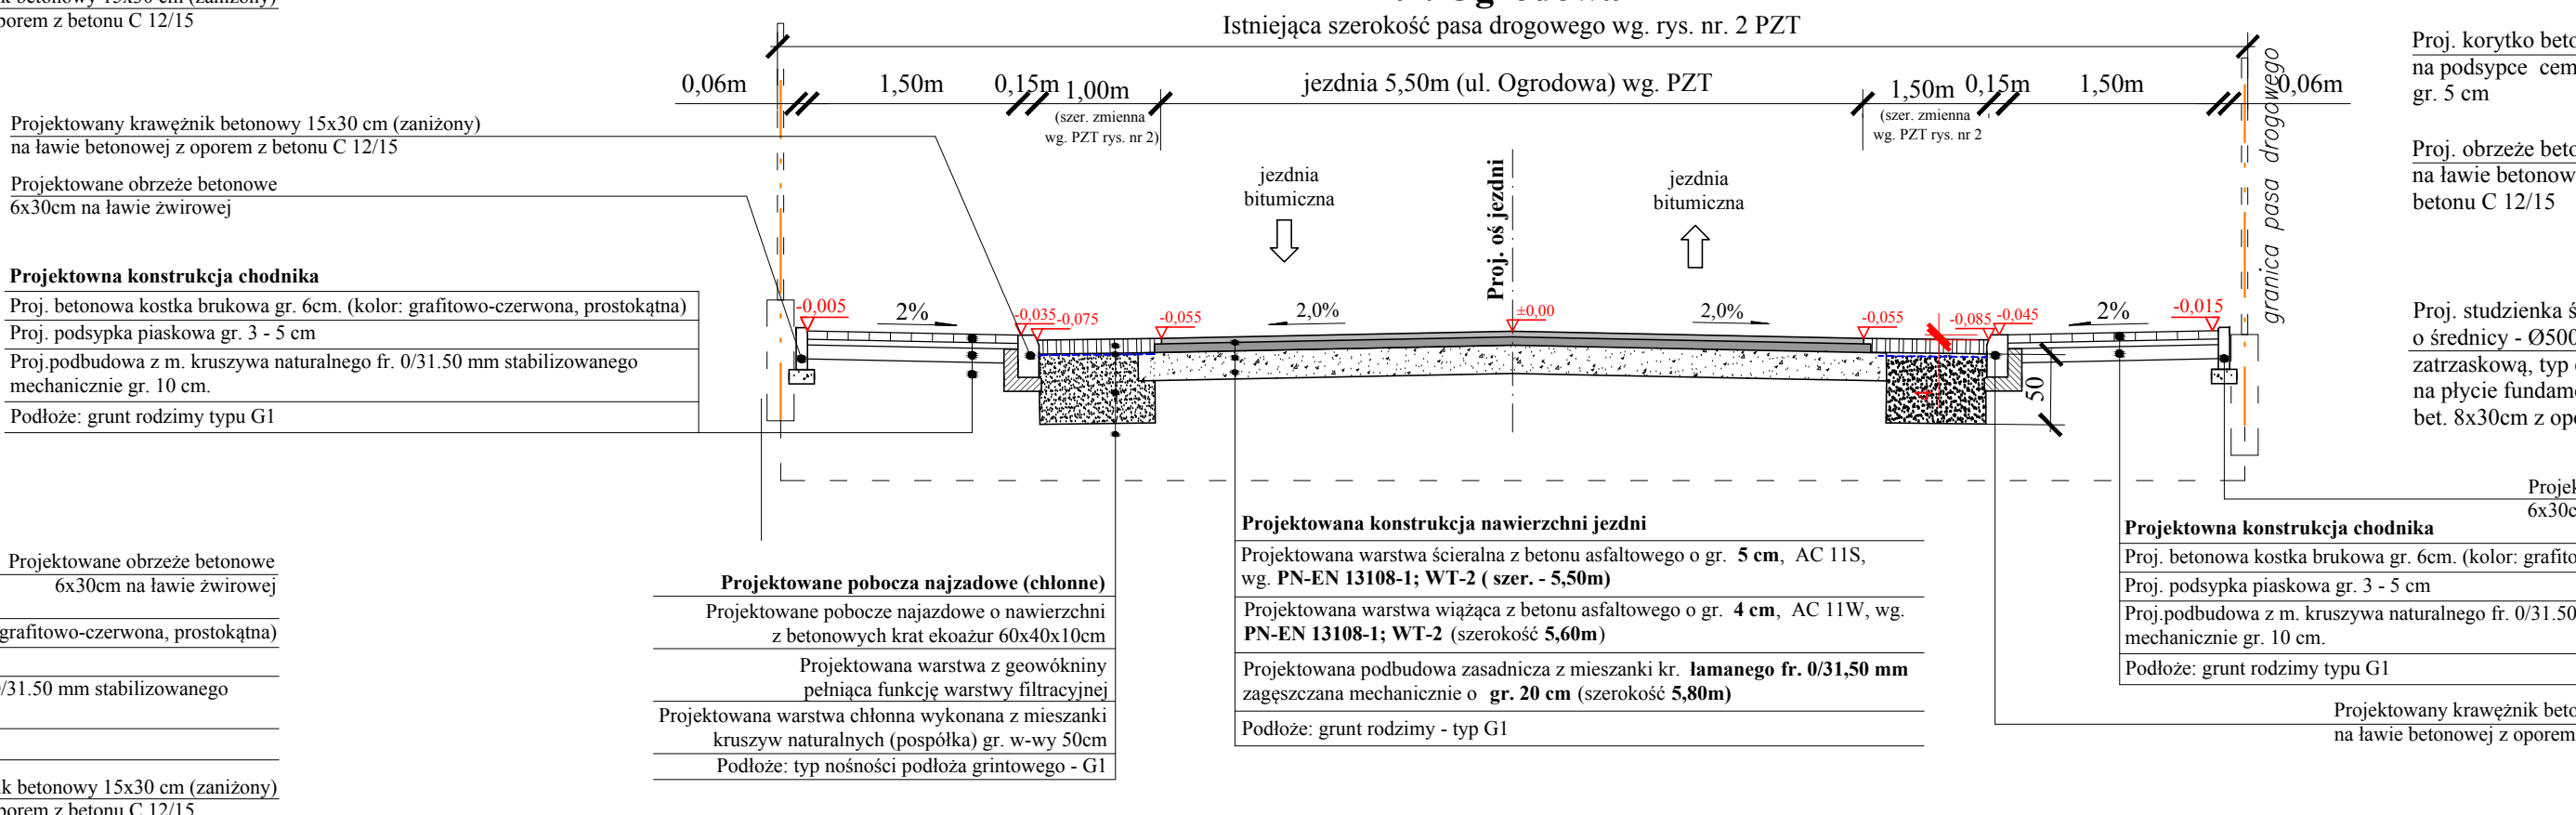 betonowy 15x30 cm (zaniżony)
oporem z betonu C 12/15
Istniejąca szerokość pasa drogowego wg. rys. nr. 2 PZT
0,06m
1,50m
0,15m
1,00m
(szer. zmienna
wg. PZT rys. nr 2)
jezdnia 5,50m (ul. Ogrodowa) wg. PZT
1,50m
(szer. zmienna
wg. PZT rys. nr 2
0,15m
1,50m
0,06m
granica pasa drogowego
Proj. korytko
na podsypce
gr. 5 cm
Proj. obrzeże
na ławie
betonu C 12/15
Proj. studzienka
o średnicy - Ø500
zatrzaskową, typ
na płycie
bet. 8x30cm z
Projektowany krawężnik betonowy 15x30 cm (zaniżony)
na ławie betonowej z oporem z betonu C 12/15
Projektowane obrzeże betonowe
6x30cm na ławie żwirowej
Projektowna konstrukcja chodnika
Proj. betonowa kostka brukowa gr. 6cm. (kolor: grafitowo-czerwona, prostokątna)
Proj. podsypka piaskowa gr. 3 - 5 cm
Proj.podbudowa z m. kruszywa naturalnego fr. 0/31.50 mm stabilizowanego
mechanicznie gr. 10 cm.
Podłoże: grunt rodzimy typu G1
jezdnia
bitumiczna
Proj. oś jezdni
jezdnia
bitumiczna
-0,005
2%
-0,035
-0,075
-0,055
2,0%
±0,00
2,0%
-0,055
-0,085
-0,045
2%
-0,015
50
Projektowane obrzeże betonowe
6x30cm na ławie żwirowej
grafitowo-czerwona, prostokątna)
0/31.50 mm stabilizowanego
betonowy 15x30 cm (zaniżony)
oporem z betonu C 12/15
Projektowane pobocza najzadowe (chłonne)
Projektowane pobocze najazdowe o nawierzchni
z betonowych krat ekoażur 60x40x10cm
Projektowana warstwa z geowókniny
pełniąca funkcję warstwy filtracyjnej
Projektowana warstwa chłonna wykonana z mieszanki
kruszyw naturalnych (pospółka) gr. w-wy 50cm
Podłoże: typ nośności podłoża grintowego - G1
Projektowana konstrukcja nawierzchni jezdni
Projektowana warstwa ścieralna z betonu asfaltowego o gr. 5 cm, AC 11S,
wg. PN-EN 13108-1; WT-2 ( szer. - 5,50m)
Projektowana warstwa wiążąca z betonu asfaltowego o gr. 4 cm, AC 11W, wg.
PN-EN 13108-1; WT-2 (szerokość 5,60m)
Projektowana podbudowa zasadnicza z mieszanki kr. łamanego fr. 0/31,50 mm
zagęszczana mechanicznie o gr. 20 cm (szerokość 5,80m)
Podłoże: grunt rodzimy - typ G1
Projektowna konstrukcja chodnika
Proj. betonowa kostka brukowa gr. 6cm. (kolor:
Proj. podsypka piaskowa gr. 3 - 5 cm
Proj.podbudowa z m. kruszywa naturalnego fr. 0/31.50
mechanicznie gr. 10 cm.
Podłoże: grunt rodzimy typu G1
Projektowany krawężnik
na ławie betonowej z oporem